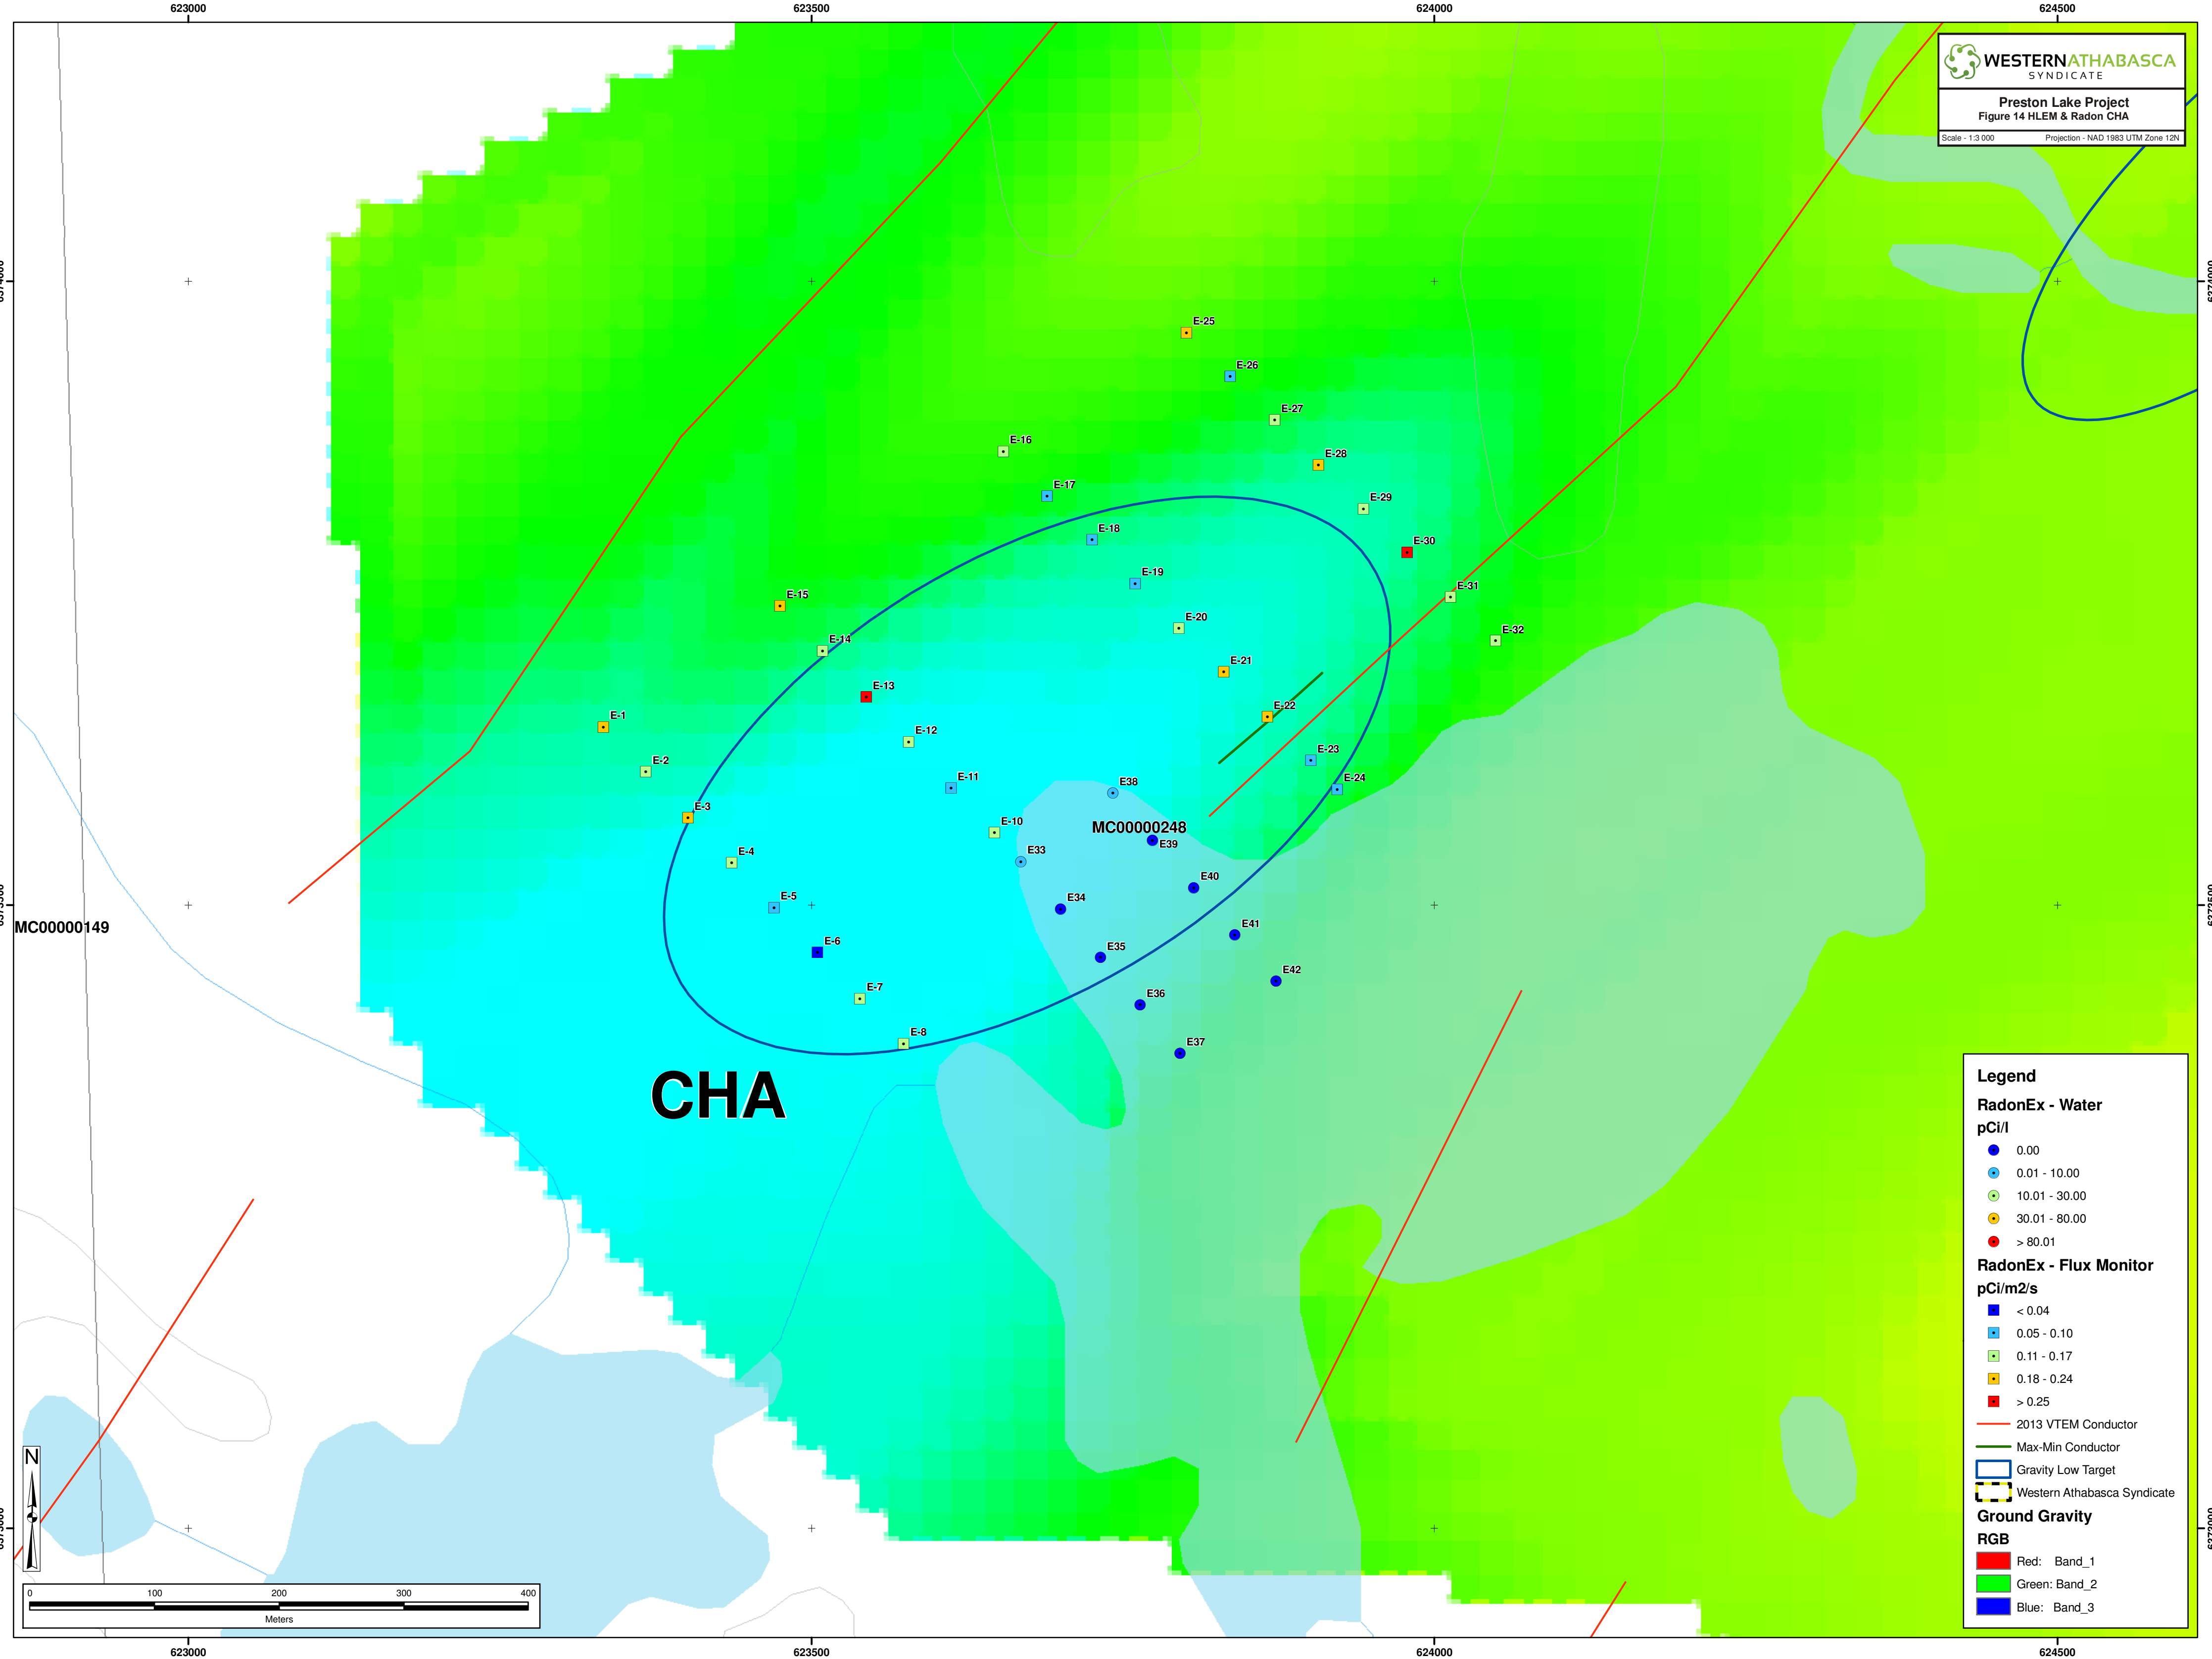 623000
623500
624000
624500
WESTERNATHABASCA
SYNDICATE
Preston Lake Project
Figure 14 HLEM & Radon CHA
Scale - 1:3 000 Projection - NAD 1983 UTM Zone 12N
E-25
E-26
E-27
E-16
E-28
E-17
E-29
E-18
E-30
E-19
E-31
E-15
E-20
E-14
E-32
E-21
E-13
E-22
E-1
E-12
E-23
E-2
E-11
E38
E-24
E-3
E-10
MC00000248
E39
E-4
E33
E40
E-5
E34
MC00000149
E41
E-6
E35
E42
E-7
E36
E-8
E37
CHA
Legend
RadonEx - Water
pCi/l
0.00
0.01 - 10.00
10.01 - 30.00
30.01 - 80.00
> 80.01
RadonEx - Flux Monitor
pCi/m2/s
< 0.04
0.05 - 0.10
0.11 - 0.17
0.18 - 0.24
> 0.25
2013 VTEM Conductor
Max-Min Conductor
Gravity Low Target
Western Athabasca Syndicate
Ground Gravity
RGB
Red: Band_1
Green: Band_2
Blue: Band_3
N
0 100 200 300 400
Meters
623000
623500
624000
624500